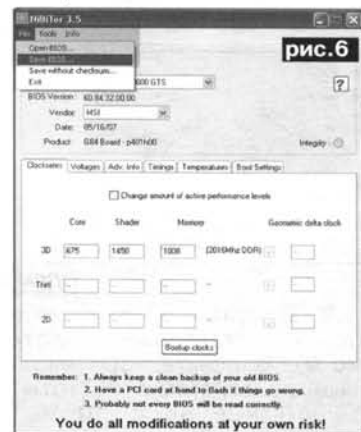 NiBiTor 3.5
File Tools Info
рис.6
Open BIOS...
Save BIOS...
Save without checksum...
Exit
000 GTS
?
BIOS Version: 60.84.32.00.00
Vendor: MSI
Date: 05/16/07
Product: G84 Board - p401h00
Integrity:
Clockrates Voltages Adv. Info Timings Temperatures Boot Settings
Change amount of active performance levels
Core Shader Memory Geometric delta clock
3D 675 1450 1008 (2016Mhz DDR)
2D
Bootup clocks
Remember: 1. Always keep a clean backup of your old BIOS.
2. Have a PCI card at hand to flash if things go wrong.
3. Probably not every BIOS will be read correctly.
You do all modifications at your own risk!